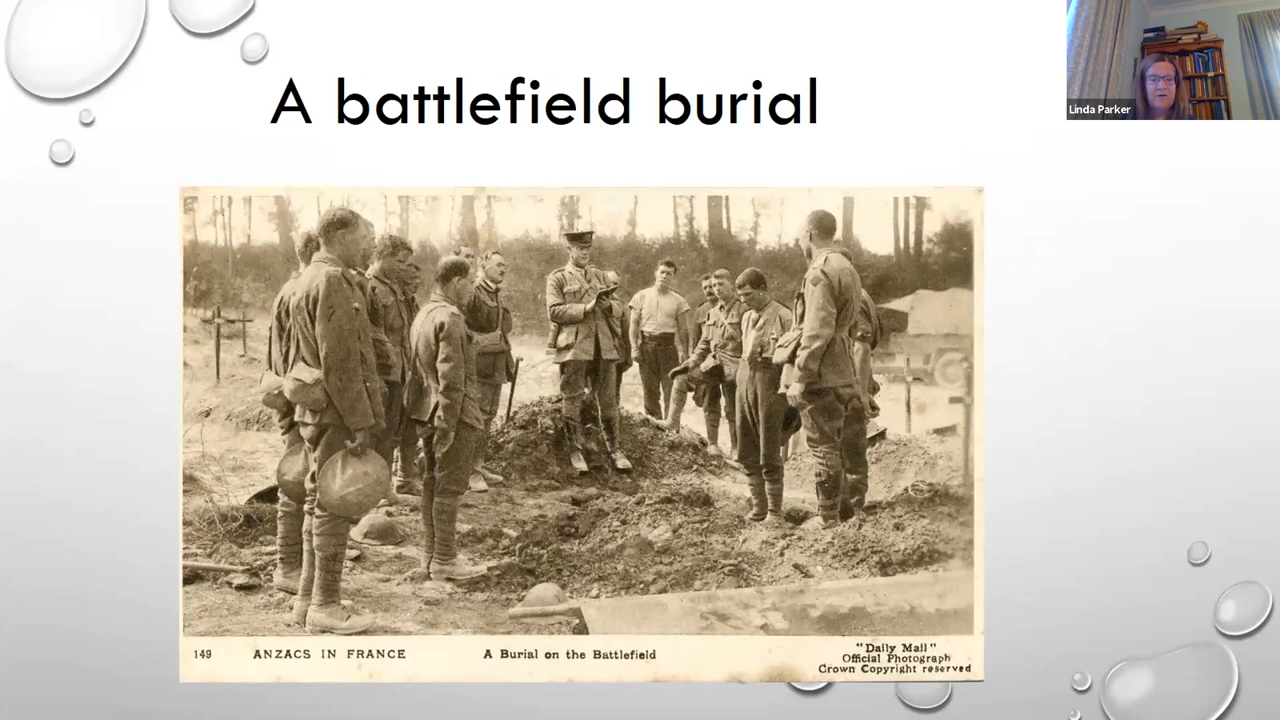 A battlefield burial
Linda Parker
149 ANZACS IN FRANCE A Burial on the Battlefield
"Daily Mail"
Official Photograph
Crown Copyright reserved